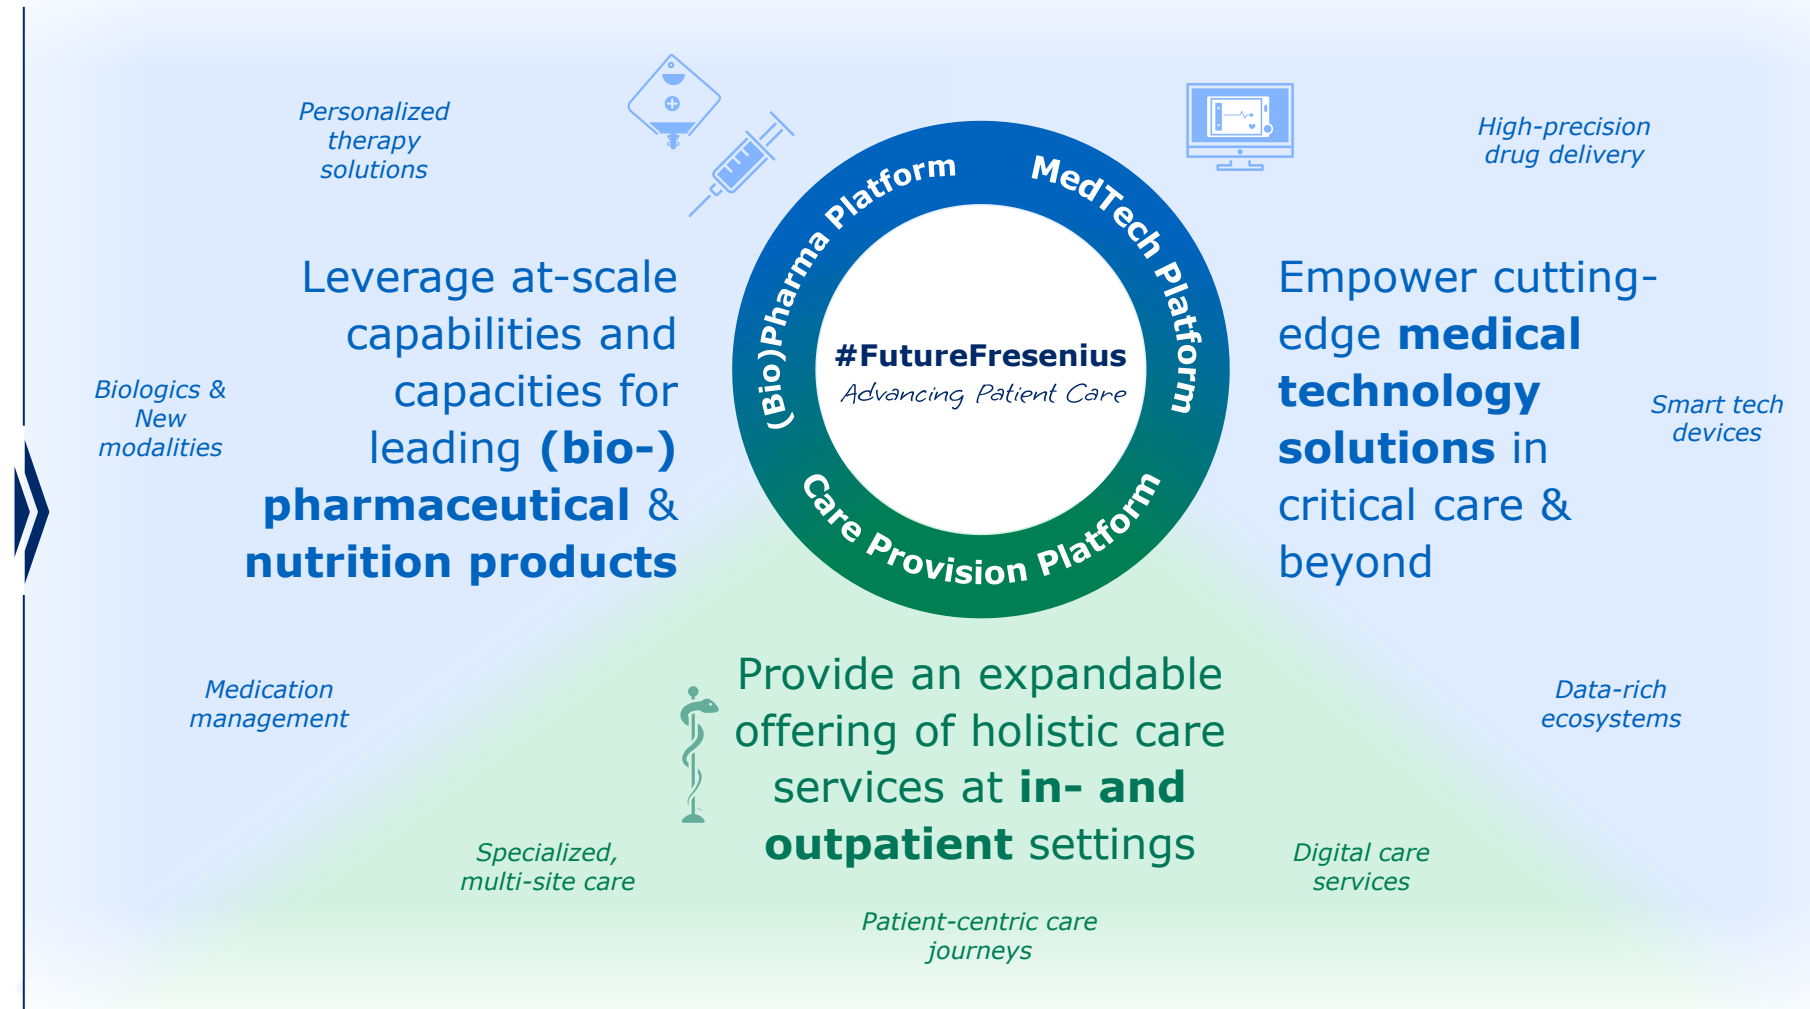 Personalized
therapy
solutions
High-precision
drug delivery
(Bio)Pharma Platform
MedTech Platform
Care Provision Platform
#FutureFresenius
Advancing Patient Care
Leverage at-scale
capabilities and
capacities for
leading (bio-)
pharmaceutical &
nutrition products
Empower cutting-
edge medical
technology
solutions in
critical care &
beyond
Biologics &
New
modalities
Smart tech
devices
Medication
management
Data-rich
ecosystems
Provide an expandable
offering of holistic care
services at in- and
outpatient settings
Specialized,
multi-site care
Digital care
services
Patient-centric care
journeys